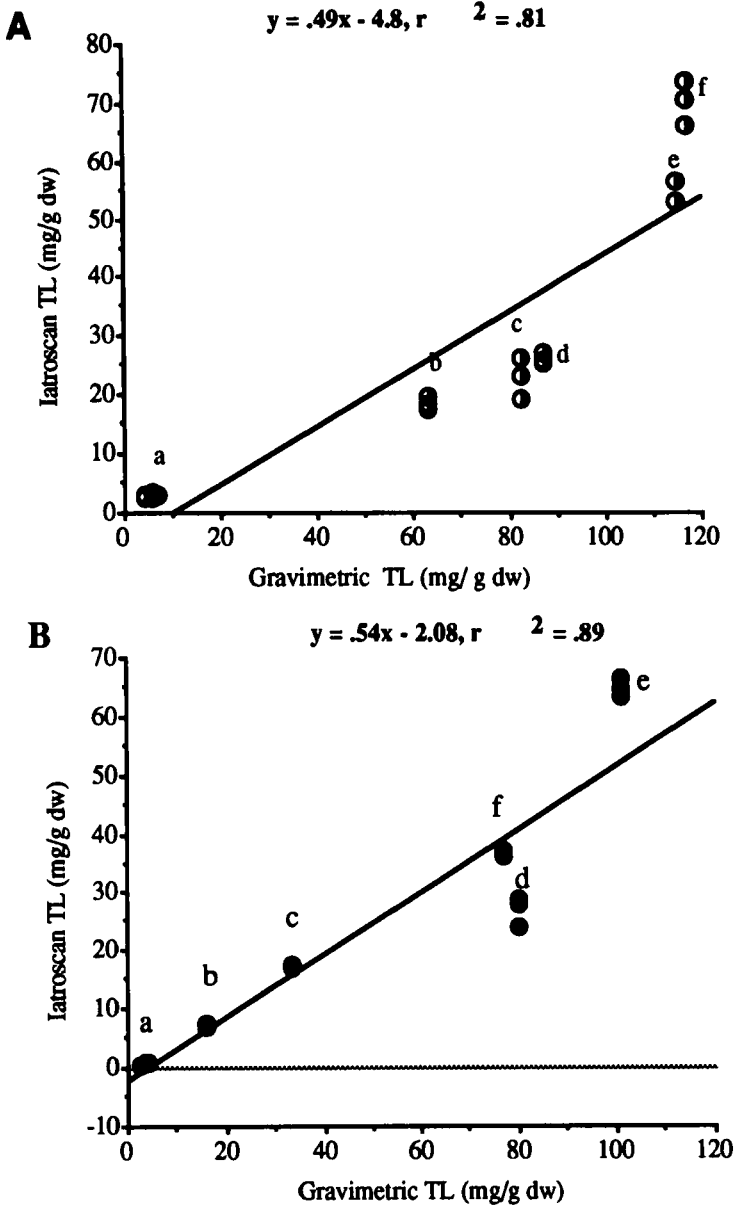 A
y = .49x - 4.8, r 2 = .81
80
70
60
50
40
30
20
10
0
Iatroscan TL (mg/g dw)
f
e
c
d
b
a
0 20 40 60 80 100 120
Gravimetric TL (mg/ g dw)
B
y = .54x - 2.08, r 2 = .89
70
60
50
40
30
20
10
0
-10
Iatroscan TL (mg/g dw)
e
f
d
c
b
a
0 20 40 60 80 100 120
Gravimetric TL (mg/g dw)